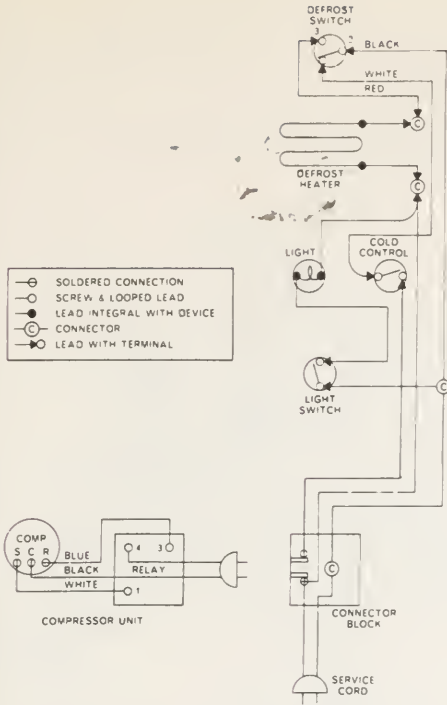 DEFROST
SWITCH
3
2
BLACK
WHITE
RED
C
DEFROST
HEATER
C
LIGHT
COLD
CONTROL
SOLDERED CONNECTION
SCREW & LOOPED LEAD
LEAD INTEGRAL WITH DEVICE
C CONNECTOR
LEAD WITH TERMINAL
C
LIGHT
SWITCH
COMP
S C R
BLUE
BLACK
WHITE
4 3
RELAY
1
COMPRESSOR UNIT
C
CONNECTOR
BLOCK
SERVICE
CORD